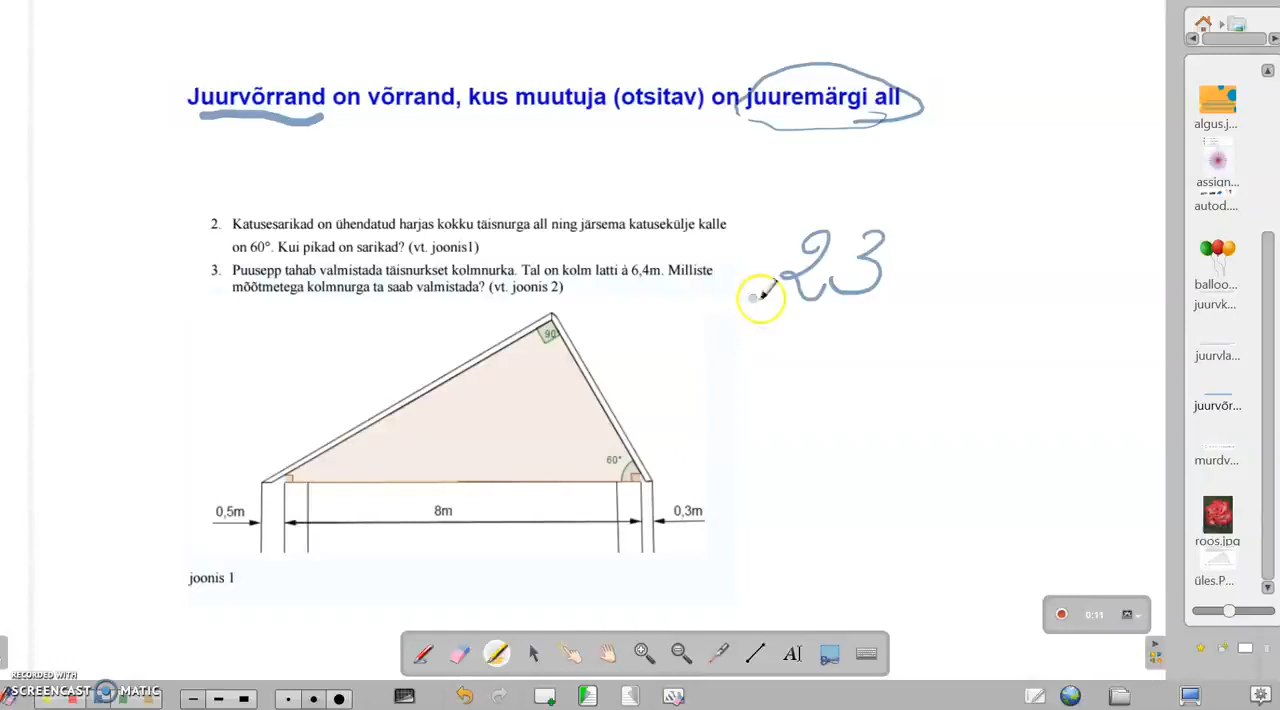 Juurvõrrand on võrrand, kus muutuja (otsitav) on juuremärgi all
2. Katusesarikad on ühendatud harjas kokku täisnurga all ning järsema katusekülje kalle
on 60°. Kui pikad on sarikad? (vt. joonis1)
3. Puusepp tahab valmistada täisnurkset kolmnurka. Tal on kolm latti à 6,4m. Milliste
mõõtmetega kolmnurga ta saab valmistada? (vt. joonis 2)
23
90
60°
0,5m
8m
0,3m
joonis 1
algus.j...
assign...
autod....
balloo...
juurvk...
juurvla...
juurvõr...
murdv...
roos.jpg
üles.P...
0:11
A
RECORDED WITH
SCREENCAST MATIC